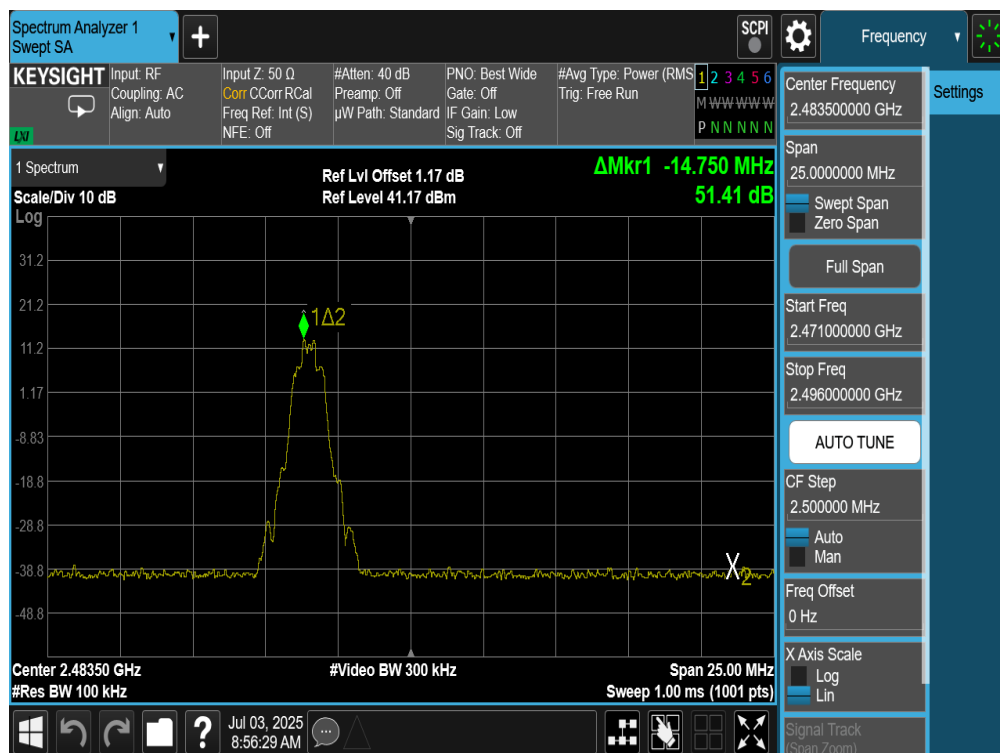 Spectrum Analyzer 1
Swept SA
+
SCPI
Frequency
KEYSIGHT
LXI
Input: RF
Coupling: AC
Align: Auto
Input Z: 50 Ω
Corr CCorr RCal
Freq Ref: Int (S)
NFE: Off
#Atten: 40 dB
Preamp: Off
µW Path: Standard
PNO: Best Wide
Gate: Off
IF Gain: Low
Sig Track: Off
#Avg Type: Power (RMS
Trig: Free Run
1 2 3 4 5 6
M W W W W W
P N N N N N
1 Spectrum
Scale/Div 10 dB
Log
Ref Lvl Offset 1.17 dB
Ref Level 41.17 dBm
ΔMkr1 -14.750 MHz
51.41 dB
31.2
21.2
11.2
1.17
-8.83
-18.8
-28.8
-38.8
-48.8
1Δ2
X2
Center 2.48350 GHz
#Res BW 100 kHz
#Video BW 300 kHz
Span 25.00 MHz
Sweep 1.00 ms (1001 pts)
Center Frequency
2.483500000 GHz
Span
25.0000000 MHz
Swept Span
Zero Span
Full Span
Start Freq
2.471000000 GHz
Stop Freq
2.496000000 GHz
AUTO TUNE
CF Step
2.500000 MHz
Auto
Man
Freq Offset
0 Hz
X Axis Scale
Log
Lin
Signal Track
(Span Zoom)
Settings
?
Jul 03, 2025
8:56:29 AM